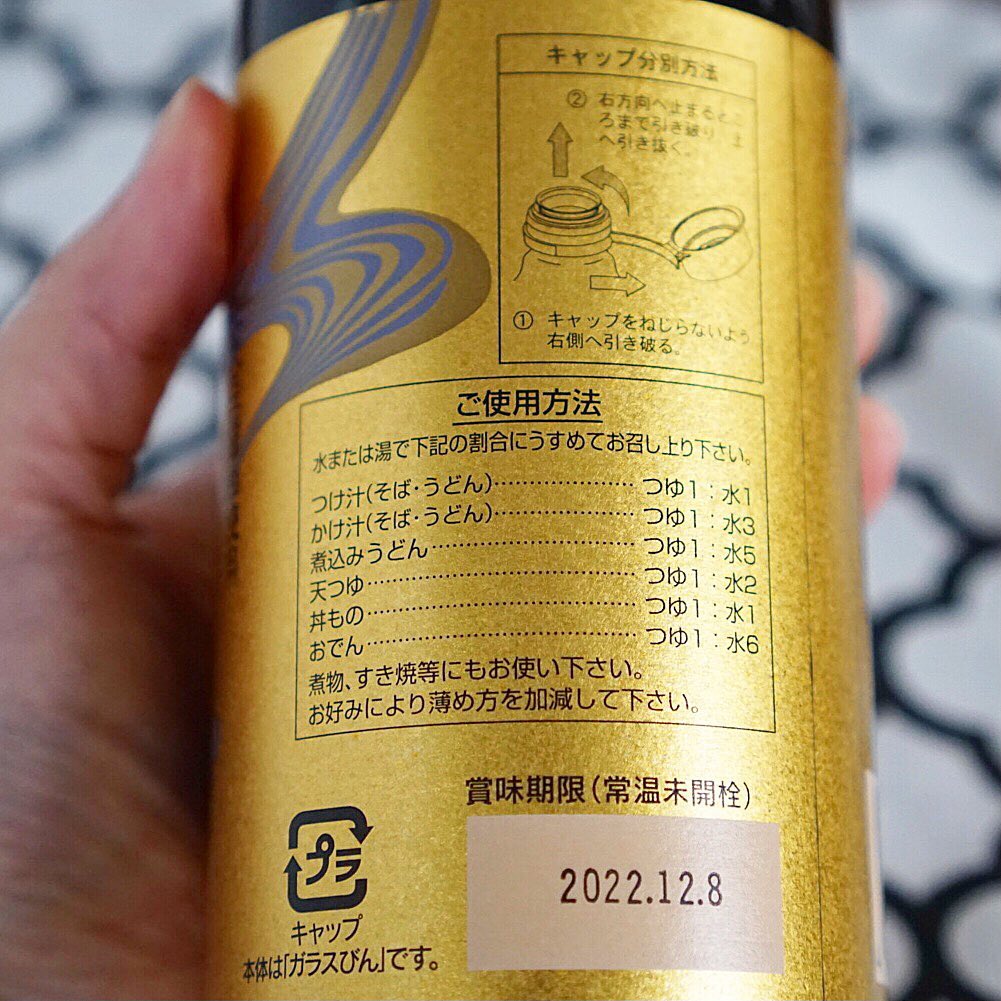 キャップ分別方法
② 右方向へ止まるとこ
ろまで引き破り 上
へ引き抜く。
① キャップをねじらないよう
右側へ引き破る。
ご使用方法
水または湯で下記の割合にうすめてお召し上り下さい。
つけ汁(そば・うどん)………………… つゆ1：水1
かけ汁(そば・うどん)………………… つゆ1：水3
煮込みうどん………………………… つゆ1：水5
天つゆ………………………………… つゆ1：水2
丼もの………………………………… つゆ1：水1
おでん………………………………… つゆ1：水6
煮物、すき焼等にもお使い下さい。
お好みにより薄め方を加減して下さい。
賞味期限(常温未開栓)
2022.12.8
プラ
キャップ
本体は「ガラスびん」です。